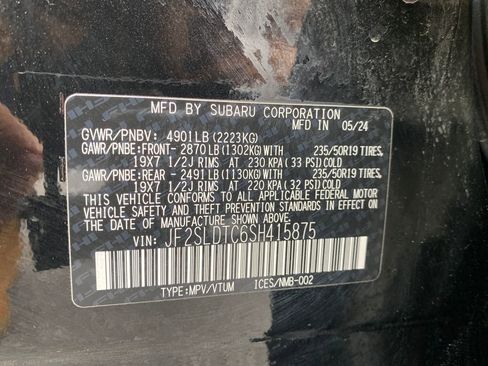 MFD BY SUBARU CORPORATION
GVWR/PNBV: 4901LB (2223KG) MFD IN 05/24
GAWR/PNBE:FRONT- 2870LB (1302KG)WITH 235/50R19 TIRES,
19X7 1/2J RIMS AT 230 KPA ( 33 PSI)COLD
GAWR/PNBE:REAR - 2491LB (1130KG)WITH 235/50R19 TIRES,
19X7 1/2J RIMS AT 220 KPA ( 32 PSI)COLD
THIS VEHICLE CONFORMS TO ALL APPLICABLE FEDERAL MOTOR
VEHICLE SAFETY, BUMPER, AND THEFT PREVENTION STANDARDS
IN EFFECT ON THE DATE OF MANUFACTURE SHOWN ABOVE.
VIN: JF2SLDTC6SH415875
TYPE:MPV/VTUM ICES/NMB-002